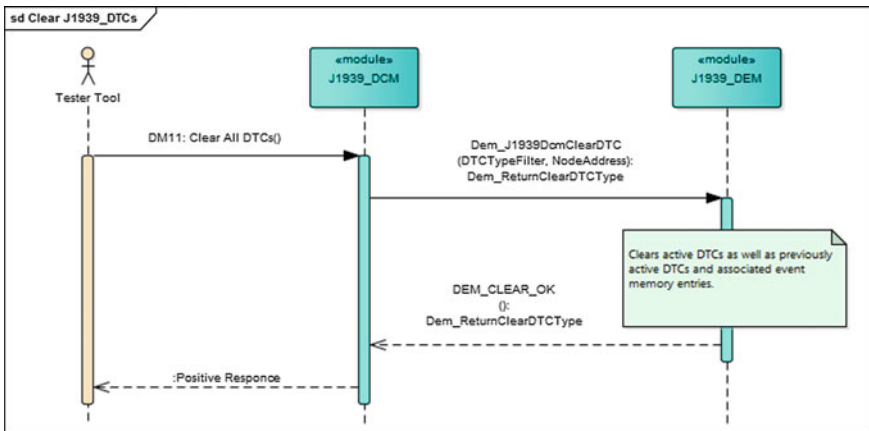 sd Clear J1939_DTCs
Tester Tool
«module»
J1939_DCM
«module»
J1939_DEM
DM11: Clear All DTCs()
Dem_J1939DcmClearDTC
(DTCTypeFilter, NodeAddress):
Dem_ReturnClearDTCType
Clears active DTCs as well as previously
active DTCs and associated event
memory entries.
DEM_CLEAR_OK
():
Dem_ReturnClearDTCType
:Positive Responce